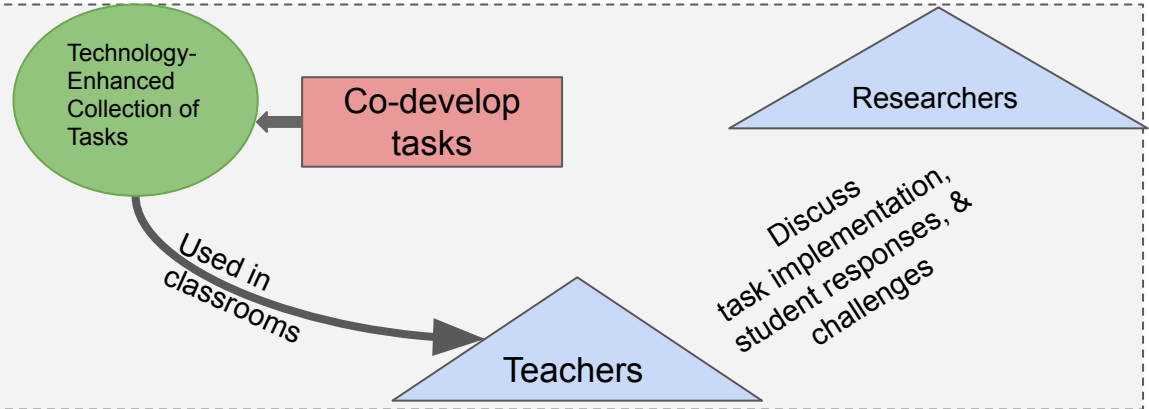 Technology-
Enhanced
Collection of
Tasks
Co-develop
tasks
Researchers
Discuss
task implementation,
student responses, &
challenges
Used in
classrooms
Teachers